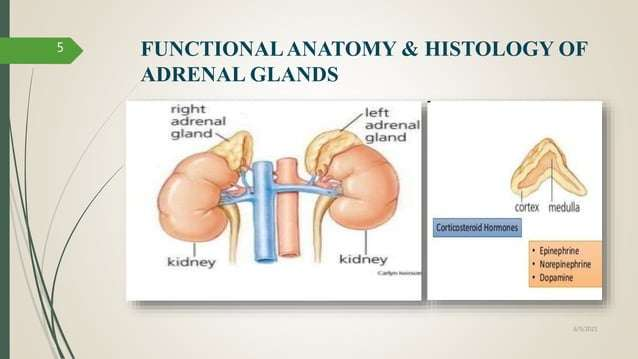 5
FUNCTIONAL ANATOMY & HISTOLOGY OF
ADRENAL GLANDS
right
adrenal
gland
left
adrenal
gland
kidney
kidney
cortex medulla
Corticosteroid Hormones
• Epinephrine
• Norepinephrine
• Dopamine